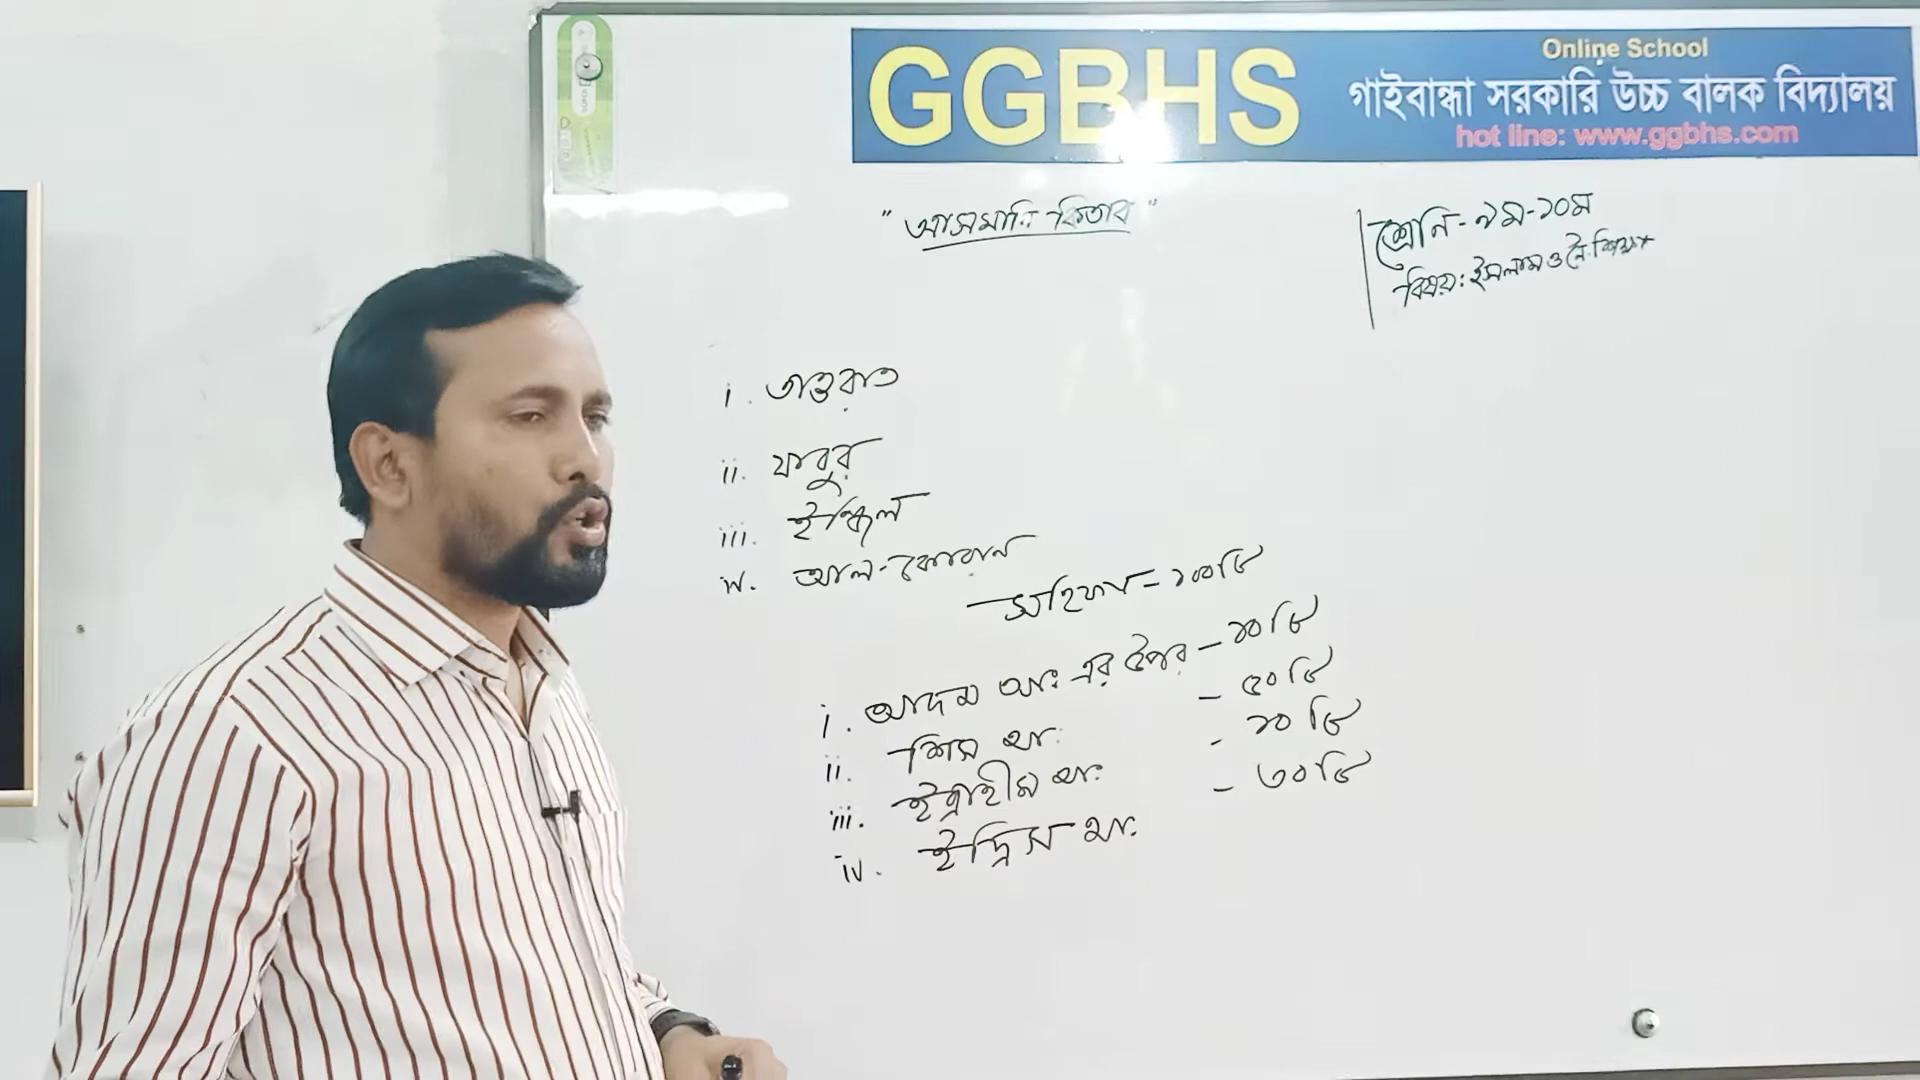 GGBHS
Online School
গাইবান্ধা সরকারি উচ্চ বালক বিদ্যালয়
hot line: www.ggbhs.com
"আসমানি কিতাব"
শ্রেনি - ৯ম-১০ম
বিষয়: ইসলাম ও নৈ: শিক্ষা
i. তাওরাত
ii. যাবুর
iii. ইঞ্জিল
iv. আল-কোরান
সহিফা - ১০০টি
i. আদম আঃ এর উপর - ১০টি
ii. শিস আঃ - ৫০টি
iii. ইব্রাহীম আঃ - ১০টি
iv. ইদ্রিস আঃ - ৩০টি